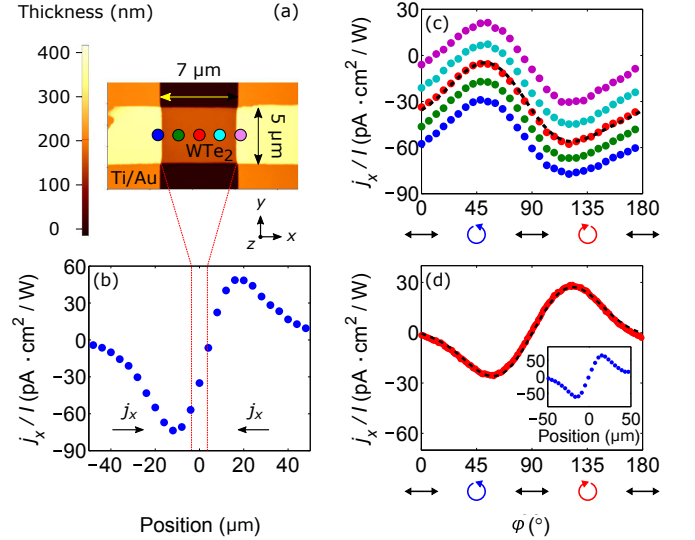 Thickness (nm)
(a)
400
300
200
100
0
7 μm
5 μm
WTe2
Ti/Au
y
z
x
(b)
jx / I (pA · cm2 / W)
60
30
0
−30
−60
−90
jx
jx
−40
−20
0
20
40
Position (μm)
(c)
jx / I (pA · cm2 / W)
30
0
−30
−60
−90
0
45
90
135
180
(d)
jx / I (pA · cm2 / W)
30
0
−30
−60
50
0
−50
−50
0
50
Position (μm)
0
45
90
135
180
φ (°)